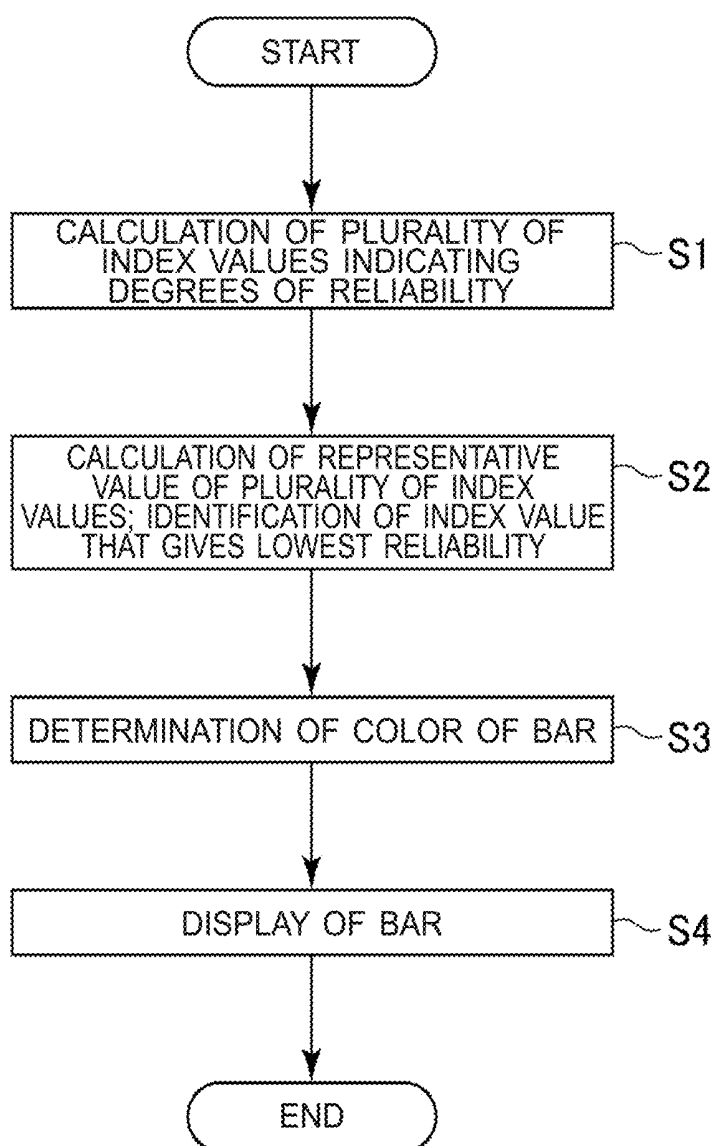 START
CALCULATION OF PLURALITY OF
INDEX VALUES INDICATING
DEGREES OF RELIABILITY
S1
CALCULATION OF REPRESENTATIVE
VALUE OF PLURALITY OF INDEX
VALUES; IDENTIFICATION OF INDEX VALUE
THAT GIVES LOWEST RELIABILITY
S2
DETERMINATION OF COLOR OF BAR
S3
DISPLAY OF BAR
S4
END